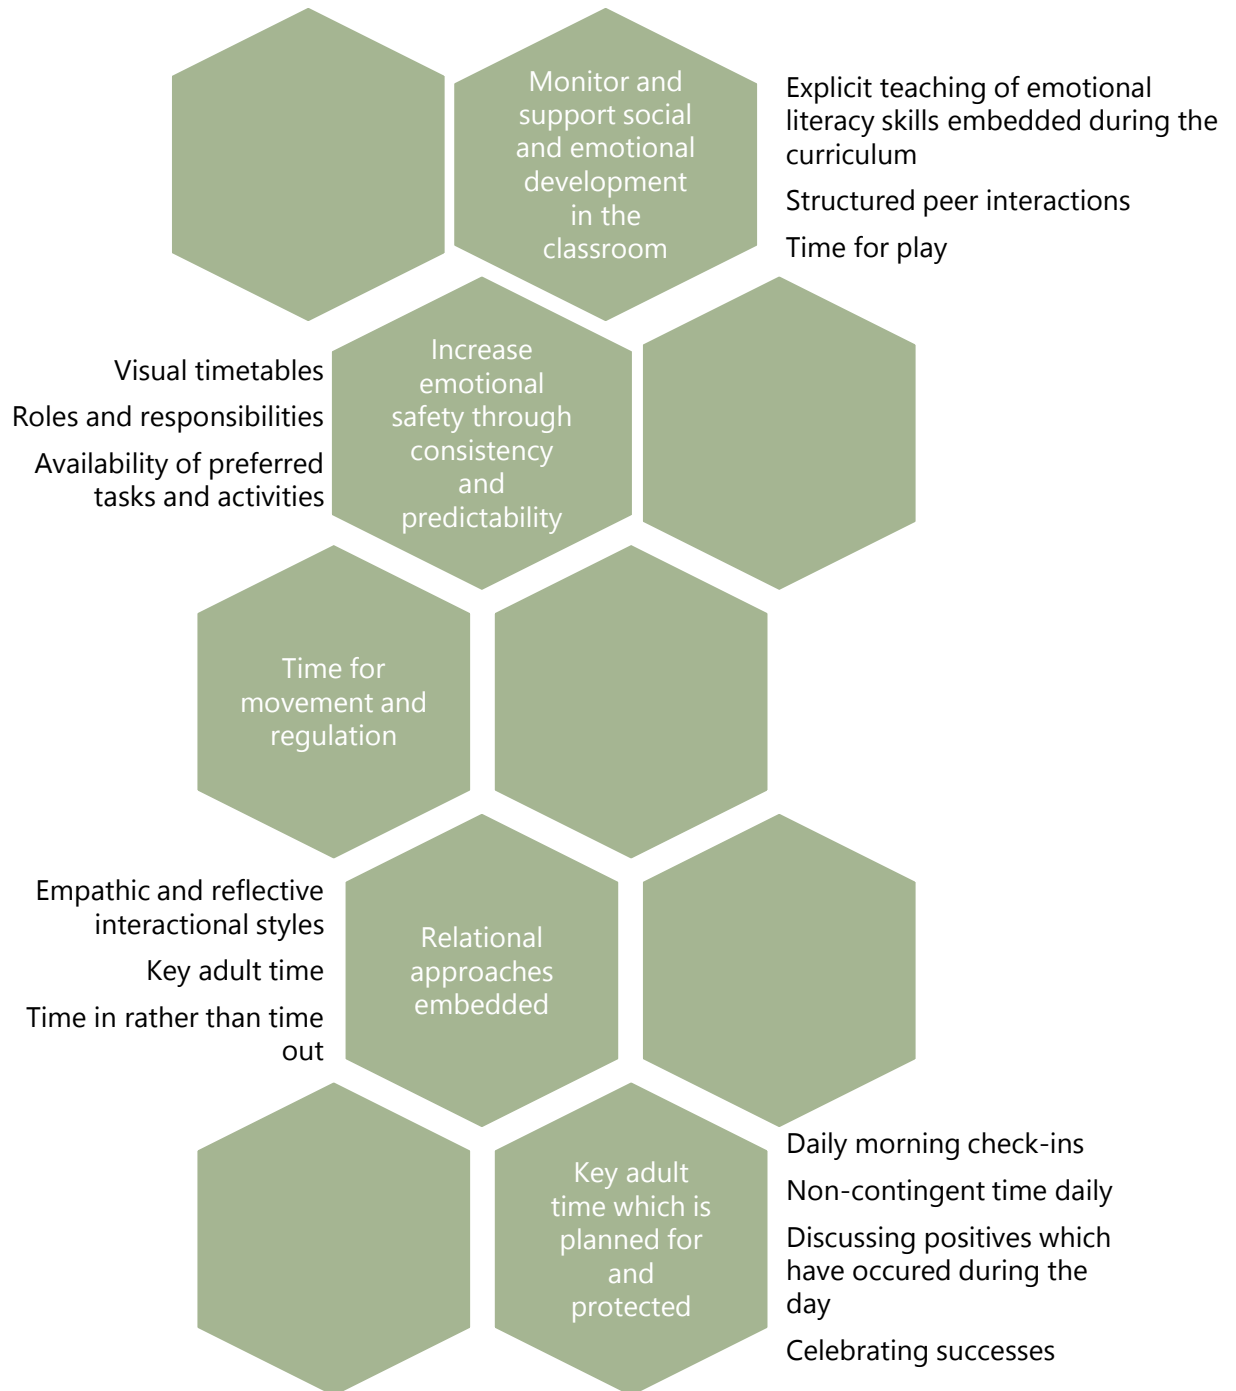 Monitor and
support social
and emotional
development
in the
classroom
Explicit teaching of emotional
literacy skills embedded during the
curriculum
Structured peer interactions
Time for play
Visual timetables
Roles and responsibilities
Availability of preferred
tasks and activities
Increase
emotional
safety through
consistency
and
predictability
Time for
movement and
regulation
Empathic and reflective
interactional styles
Key adult time
Time in rather than time
out
Relational
approaches
embedded
Key adult
time which is
planned for
and
protected
Daily morning check-ins
Non-contingent time daily
Discussing positives which
have occured during the
day
Celebrating successes